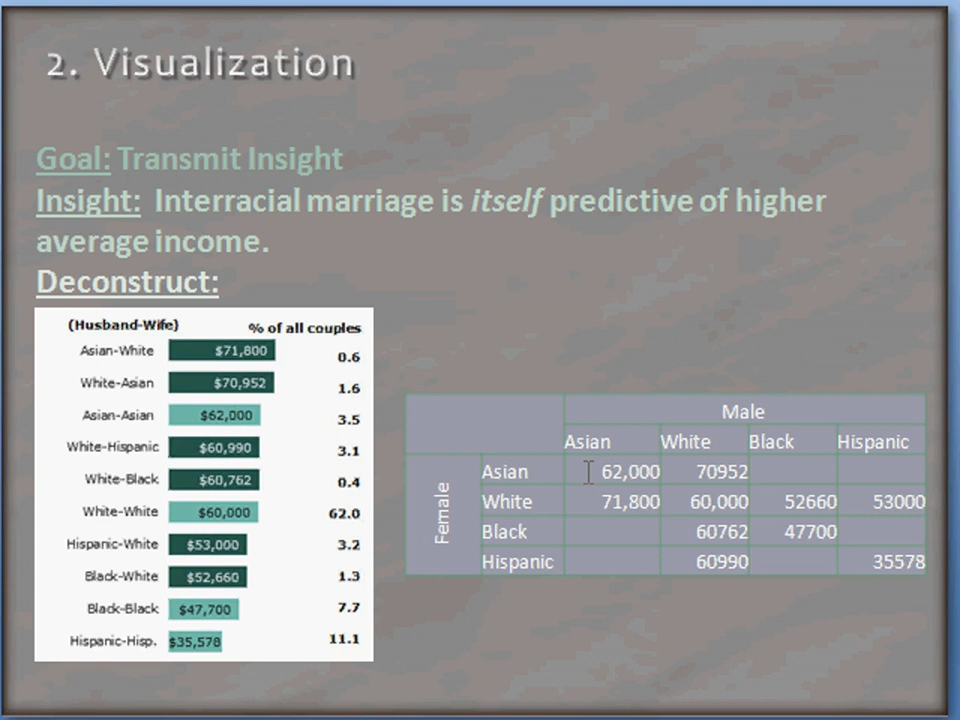 2. Visualization
Goal: Transmit Insight
Insight: Interracial marriage is itself predictive of higher
average income.
Deconstruct:
(Husband-Wife) % of all couples
Asian-White $71,800 0.6
White-Asian $70,952 1.6
Asian-Asian $62,000 3.5
White-Hispanic $60,990 3.1
White-Black $60,762 0.4
White-White $60,000 62.0
Hispanic-White $53,000 3.2
Black-White $52,660 1.3
Black-Black $47,700 7.7
Hispanic-Hisp. $35,578 11.1
Male
Asian White Black Hispanic
Female
Asian 62,000 70952
White 71,800 60,000 52660 53000
Black 60762 47700
Hispanic 60990 35578